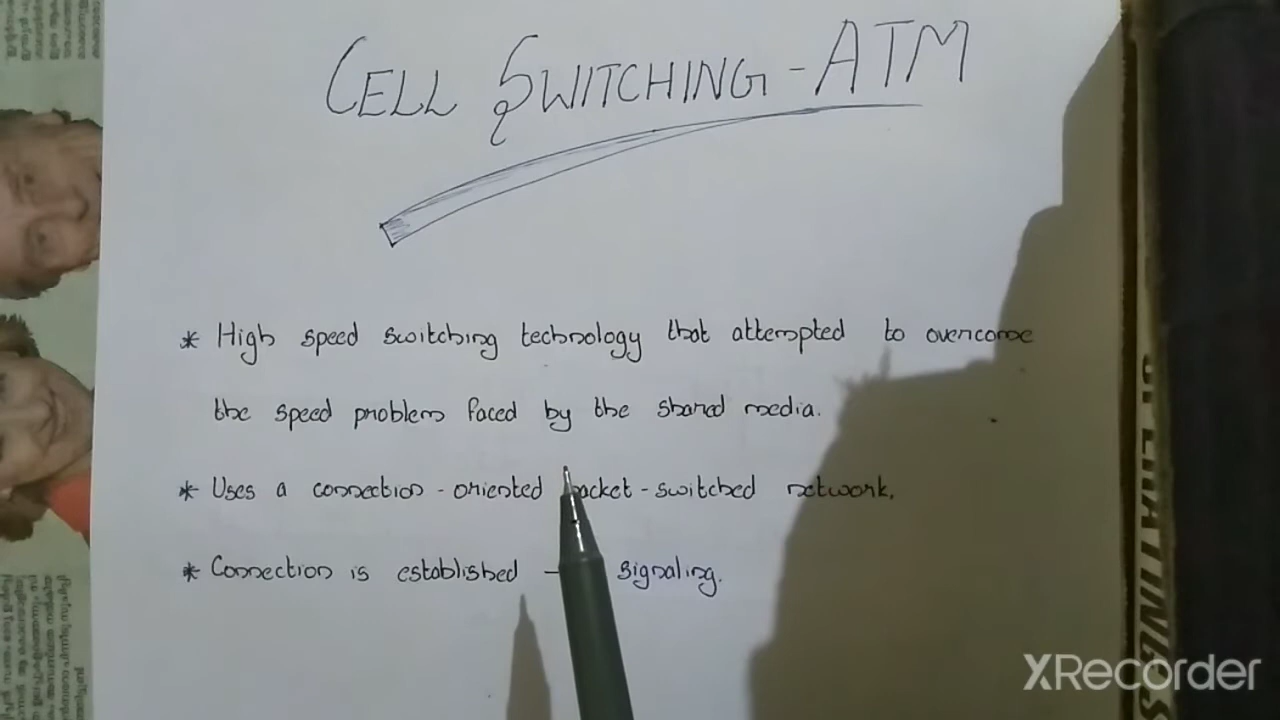 CELL SWITCHING - ATM
* High speed switching technology that attempted to overcome
the speed problem faced by the shared media.
* Uses a connection - oriented packet - switched network.
* Connection is established - signaling.
XRecorder